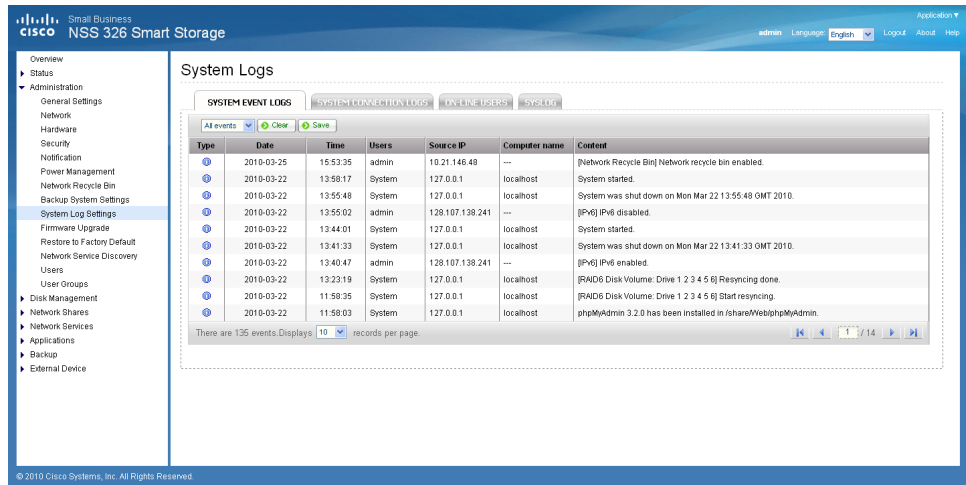 Small Business
CISCO NSS 326 Smart Storage
Application
admin Language: English Logout About Help
Overview
Status
Administration
General Settings
Network
Hardware
Security
Notification
Power Management
Network Recycle Bin
Backup System Settings
System Log Settings
Firmware Upgrade
Restore to Factory Default
Network Service Discovery
Users
User Groups
Disk Management
Network Shares
Network Services
Applications
Backup
External Device
System Logs
SYSTEM EVENT LOGS SYSTEM CONNECTION LOGS ON-LINE USERS SYSLOG
All events Clear Save
Type Date Time Users Source IP Computer name Content
2010-03-25 15:53:35 admin 10.21.146.48 --- [Network Recycle Bin] Network recycle bin enabled.
2010-03-22 13:58:17 System 127.0.0.1 localhost System started.
2010-03-22 13:55:48 System 127.0.0.1 localhost System was shut down on Mon Mar 22 13:55:48 GMT 2010.
2010-03-22 13:55:02 admin 128.107.138.241 --- [IPv6] IPv6 disabled.
2010-03-22 13:44:01 System 127.0.0.1 localhost System started.
2010-03-22 13:41:33 System 127.0.0.1 localhost System was shut down on Mon Mar 22 13:41:33 GMT 2010.
2010-03-22 13:40:47 admin 128.107.138.241 --- [IPv6] IPv6 enabled.
2010-03-22 13:23:19 System 127.0.0.1 localhost [RAID6 Disk Volume: Drive 1 2 3 4 5 6] Resyncing done.
2010-03-22 11:58:35 System 127.0.0.1 localhost [RAID6 Disk Volume: Drive 1 2 3 4 5 6] Start resyncing.
2010-03-22 11:58:03 System 127.0.0.1 localhost phpMyAdmin 3.2.0 has been installed in /share/Web/phpMyAdmin.
There are 135 events.Displays 10 records per page. 1 / 14
© 2010 Cisco Systems, Inc. All Rights Reserved.